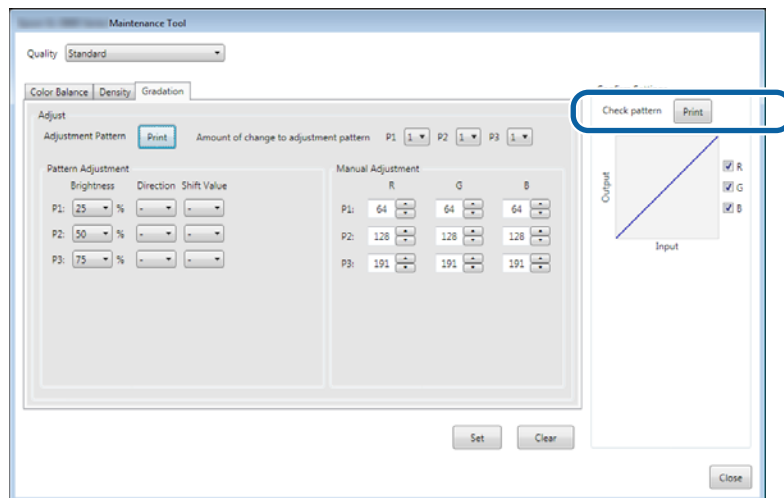 Maintenance Tool
Quality Standard
Color Balance Density Gradation
Adjust
Adjustment Pattern Print Amount of change to adjustment pattern P1 1 P2 1 P3 1
Pattern Adjustment
Brightness Direction Shift Value
P1: 25 % - -
P2: 50 % - -
P3: 75 % - -
Manual Adjustment
R G B
P1: 64 64 64
P2: 128 128 128
P3: 191 191 191
Set Clear
Check pattern Print
Output
Input
R
G
B
Close